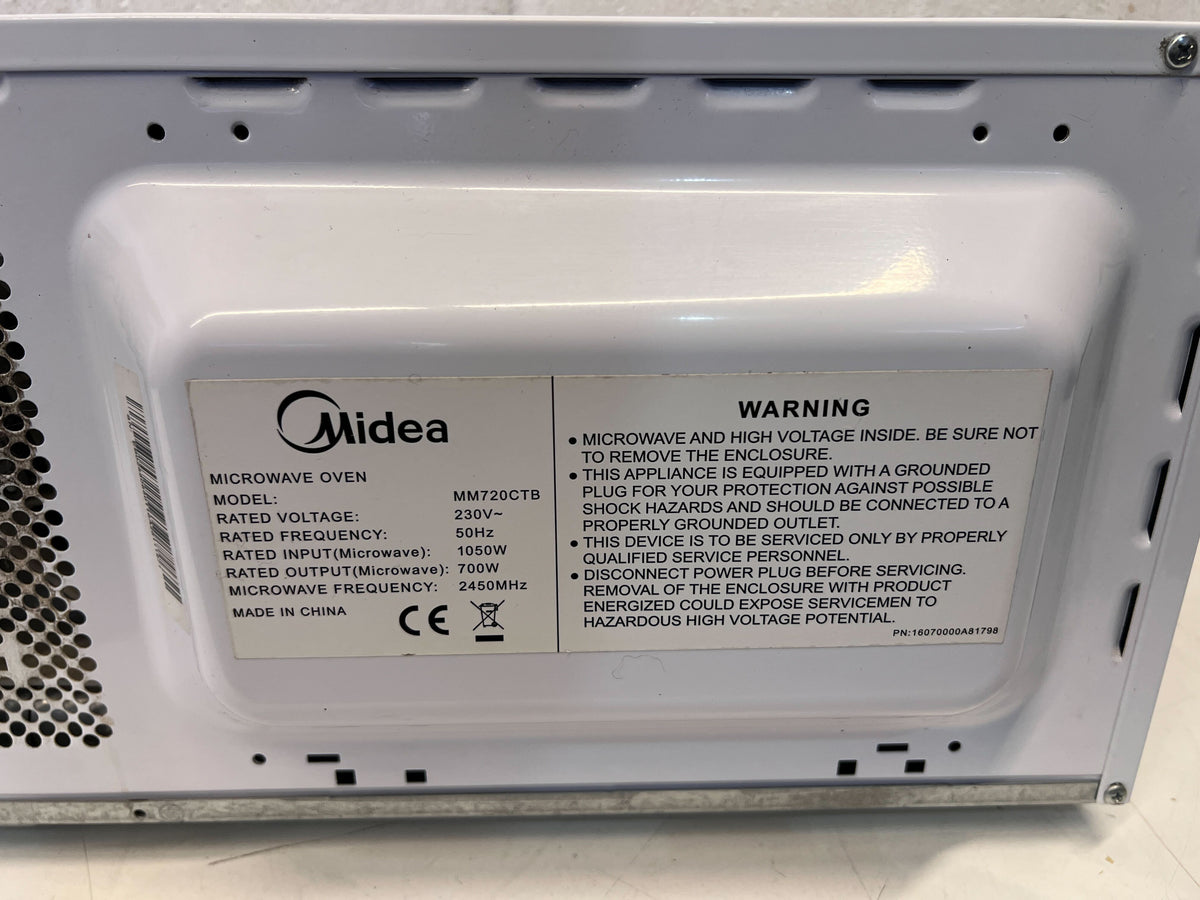 Midea
MICROWAVE OVEN
MODEL: MM720CTB
RATED VOLTAGE: 230V~
RATED FREQUENCY: 50Hz
RATED INPUT(Microwave): 1050W
RATED OUTPUT(Microwave): 700W
MICROWAVE FREQUENCY: 2450MHz
MADE IN CHINA
CE
WARNING
● MICROWAVE AND HIGH VOLTAGE INSIDE. BE SURE NOT
TO REMOVE THE ENCLOSURE.
● THIS APPLIANCE IS EQUIPPED WITH A GROUNDED
PLUG FOR YOUR PROTECTION AGAINST POSSIBLE
SHOCK HAZARDS AND SHOULD BE CONNECTED TO A
PROPERLY GROUNDED OUTLET.
● THIS DEVICE IS TO BE SERVICED ONLY BY PROPERLY
QUALIFIED SERVICE PERSONNEL.
● DISCONNECT POWER PLUG BEFORE SERVICING.
REMOVAL OF THE ENCLOSURE WITH PRODUCT
ENERGIZED COULD EXPOSE SERVICEMEN TO
HAZARDOUS HIGH VOLTAGE POTENTIAL.
PN:16070000A81798